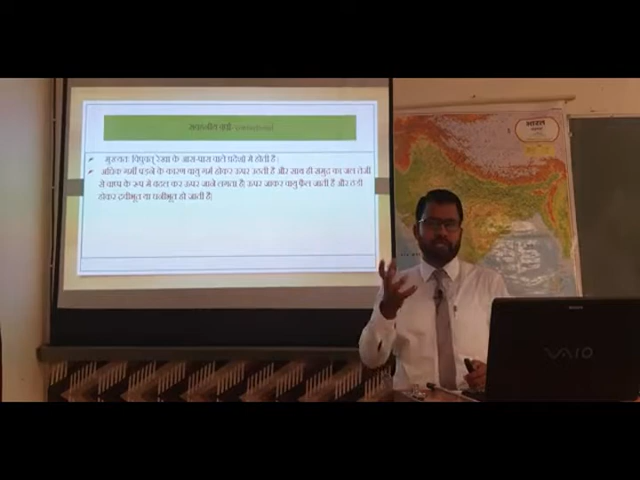 संवहनीय वर्षा-convectional
मुख्यतः विषुवत् रेखा के आस-पास वाले प्रदेशों में होती है।
अधिक गर्मी पड़ने के कारण वायु गर्म होकर ऊपर उठती है और साथ ही समुद्र का जल तेजी
से वाष्प के रूप में बदल कर ऊपर जाने लगता है; ऊपर जाकर वायु फैल जाती है और ठंडी
होकर द्रवीभूत या घनीभूत हो जाती है|
भारत
VAIO